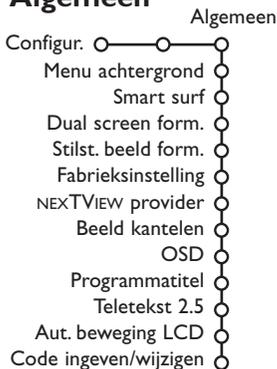 Algemeen
Algemeen
Configur.
Menu achtergrond
Smart surf
Dual screen form.
Stilst. beeld form.
Fabrieksinstelling
NEXTVIEW provider
Beeld kantelen
OSD
Programmatitel
Teletekst 2.5
Aut. beweging LCD
Code ingeven/wijzigen